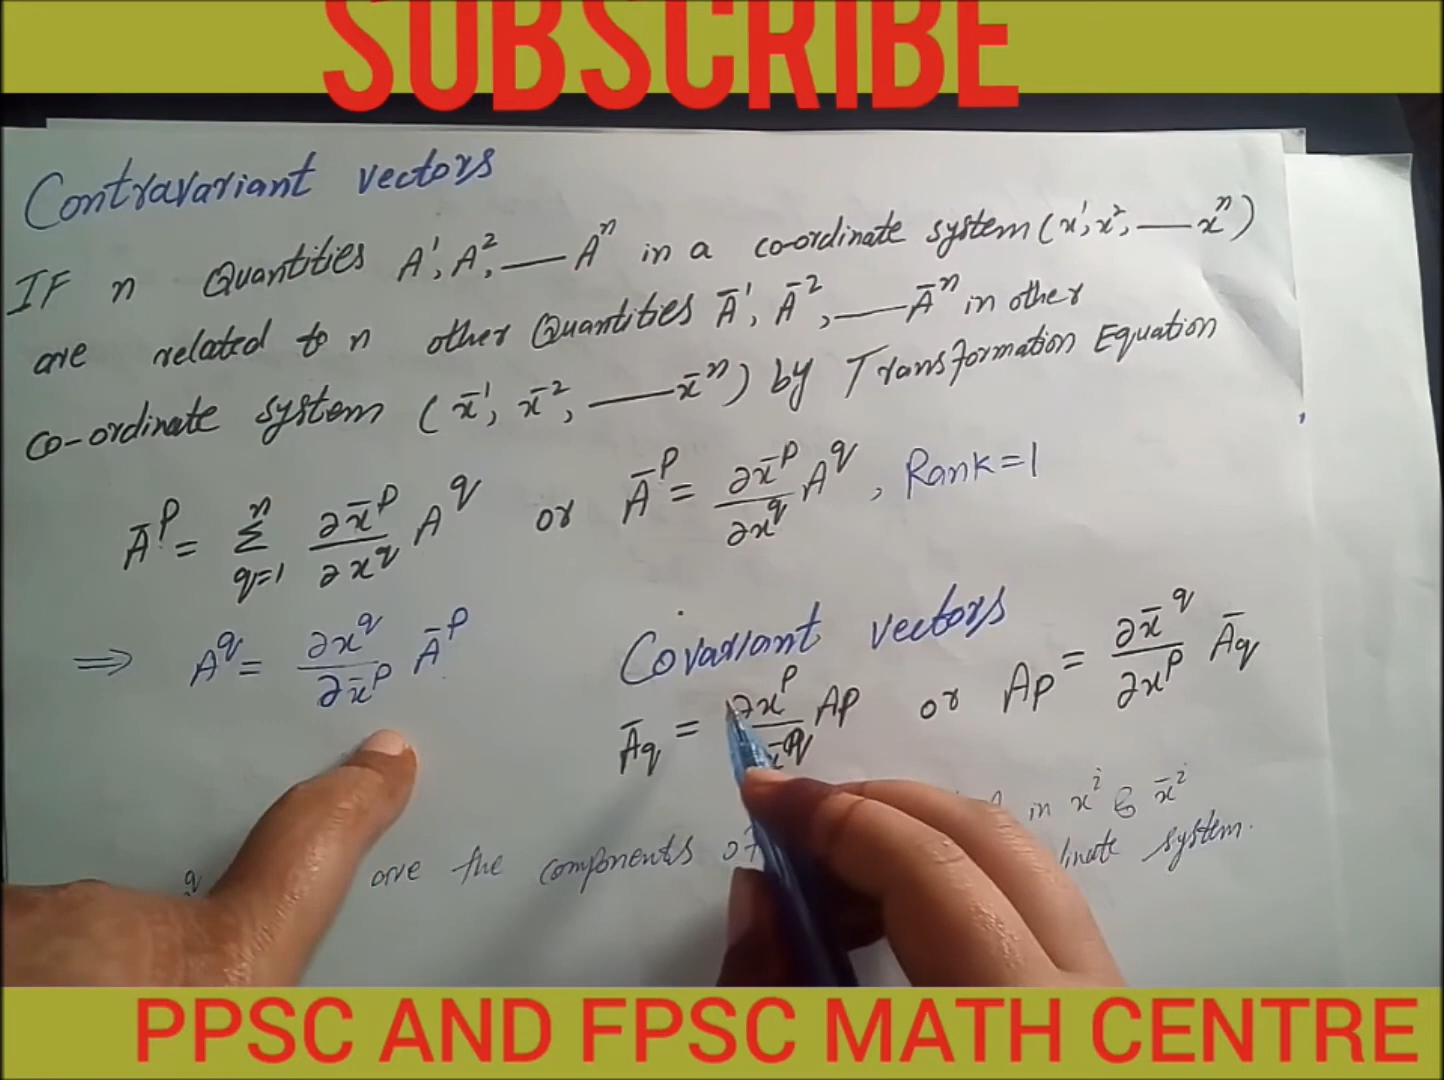 SUBSCRIBE
Contravariant vectors
IF n Quantities A¹, A², — Aⁿ in a co-ordinate system (x¹, x², — xⁿ)
are related to n other Quantities Ā¹, Ā², — Āⁿ in other
co-ordinate system (x̄¹, x̄², — x̄ⁿ) by Transformation Equation
Āᵖ = Σ_{q=1}^{n} ∂x̄ᵖ/∂x^q A^q or Āᵖ = ∂x̄ᵖ/∂x^q A^q, Rank=1
⇒ A^q = ∂x^q/∂x̄ᵖ Āᵖ
Covariant vectors
Ā_q = ∂xᵖ/∂x̄^q Ap or Ap = ∂x̄^q/∂xᵖ Ā_q
in x² & x̄²
q are the components of system.
PPSC AND FPSC MATH CENTRE